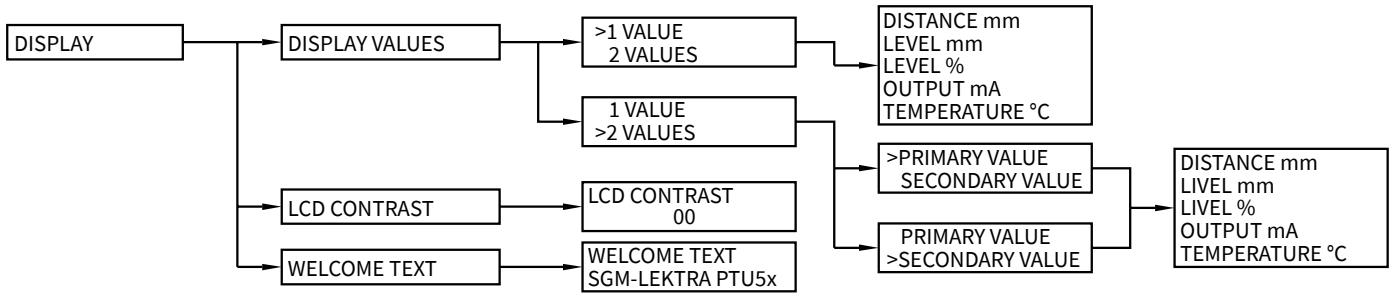 DISPLAY
DISPLAY VALUES
>1 VALUE
2 VALUES
DISTANCE mm
LEVEL mm
LEVEL %
OUTPUT mA
TEMPERATURE °C
1 VALUE
>2 VALUES
>PRIMARY VALUE
SECONDARY VALUE
PRIMARY VALUE
>SECONDARY VALUE
DISTANCE mm
LIVEL mm
LIVEL %
OUTPUT mA
TEMPERATURE °C
LCD CONTRAST
LCD CONTRAST
00
WELCOME TEXT
WELCOME TEXT
SGM-LEKTRA PTU5x